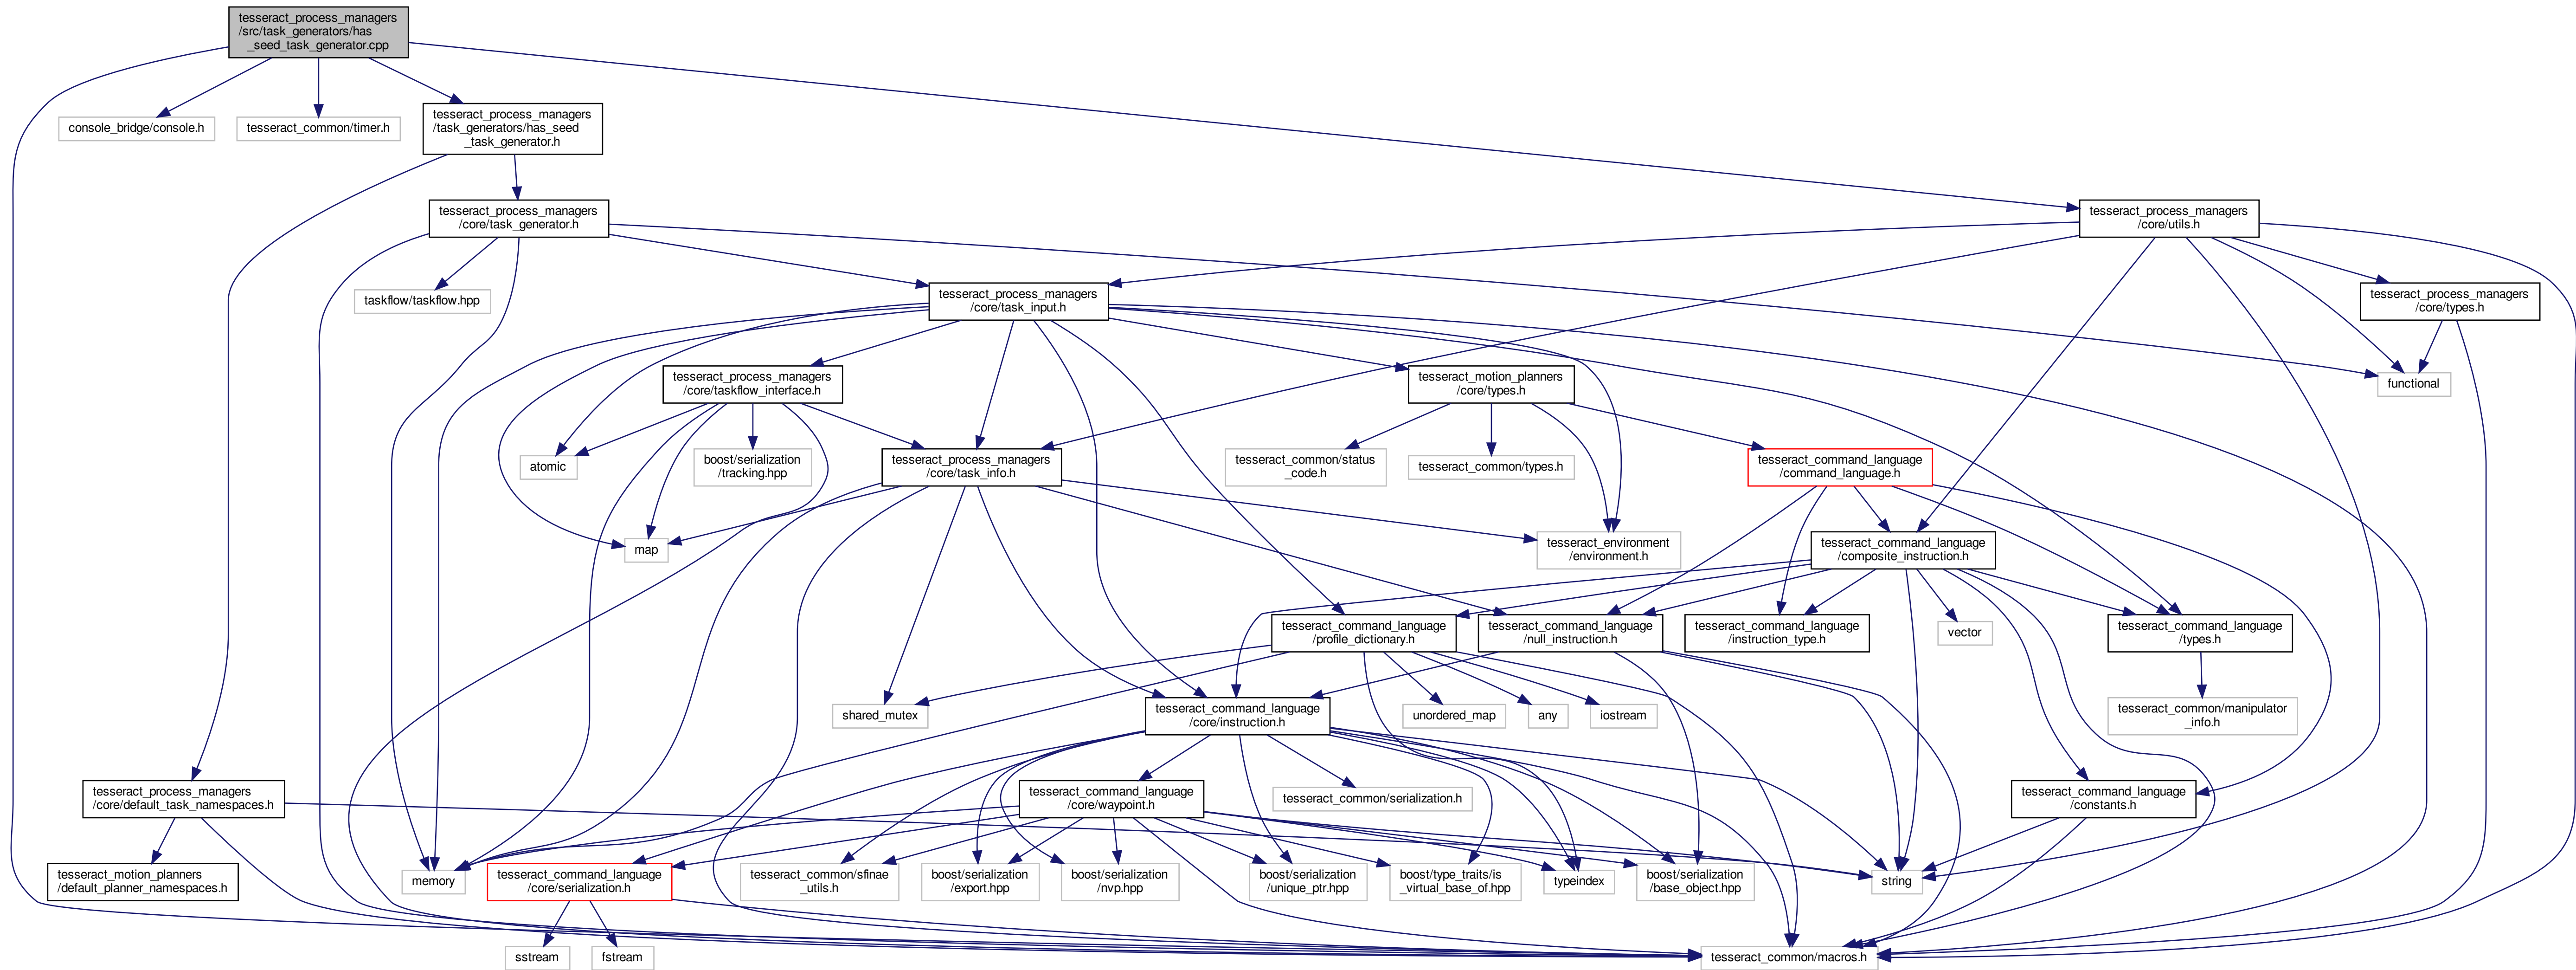 tesseract_process_managers
/src/task_generators/has
_seed_task_generator.cpp
console_bridge/console.h
tesseract_common/timer.h
tesseract_process_managers
/task_generators/has_seed
_task_generator.h
tesseract_process_managers
/core/task_generator.h
tesseract_process_managers
/core/utils.h
taskflow/taskflow.hpp
tesseract_process_managers
/core/task_input.h
tesseract_process_managers
/core/types.h
tesseract_process_managers
/core/taskflow_interface.h
tesseract_motion_planners
/core/types.h
functional
atomic
boost/serialization
/tracking.hpp
tesseract_process_managers
/core/task_info.h
tesseract_common/status
_code.h
tesseract_common/types.h
tesseract_command_language
/command_language.h
map
tesseract_environment
/environment.h
tesseract_command_language
/composite_instruction.h
tesseract_command_language
/profile_dictionary.h
tesseract_command_language
/null_instruction.h
tesseract_command_language
/instruction_type.h
vector
tesseract_command_language
/types.h
shared_mutex
tesseract_command_language
/core/instruction.h
unordered_map
any
iostream
tesseract_common/manipulator
_info.h
tesseract_process_managers
/core/default_task_namespaces.h
tesseract_command_language
/core/waypoint.h
tesseract_common/serialization.h
tesseract_command_language
/constants.h
tesseract_motion_planners
/default_planner_namespaces.h
memory
tesseract_command_language
/core/serialization.h
tesseract_common/sfinae
_utils.h
boost/serialization
/export.hpp
boost/serialization
/nvp.hpp
boost/serialization
/unique_ptr.hpp
boost/type_traits/is
_virtual_base_of.hpp
typeindex
boost/serialization
/base_object.hpp
string
sstream
fstream
tesseract_common/macros.h